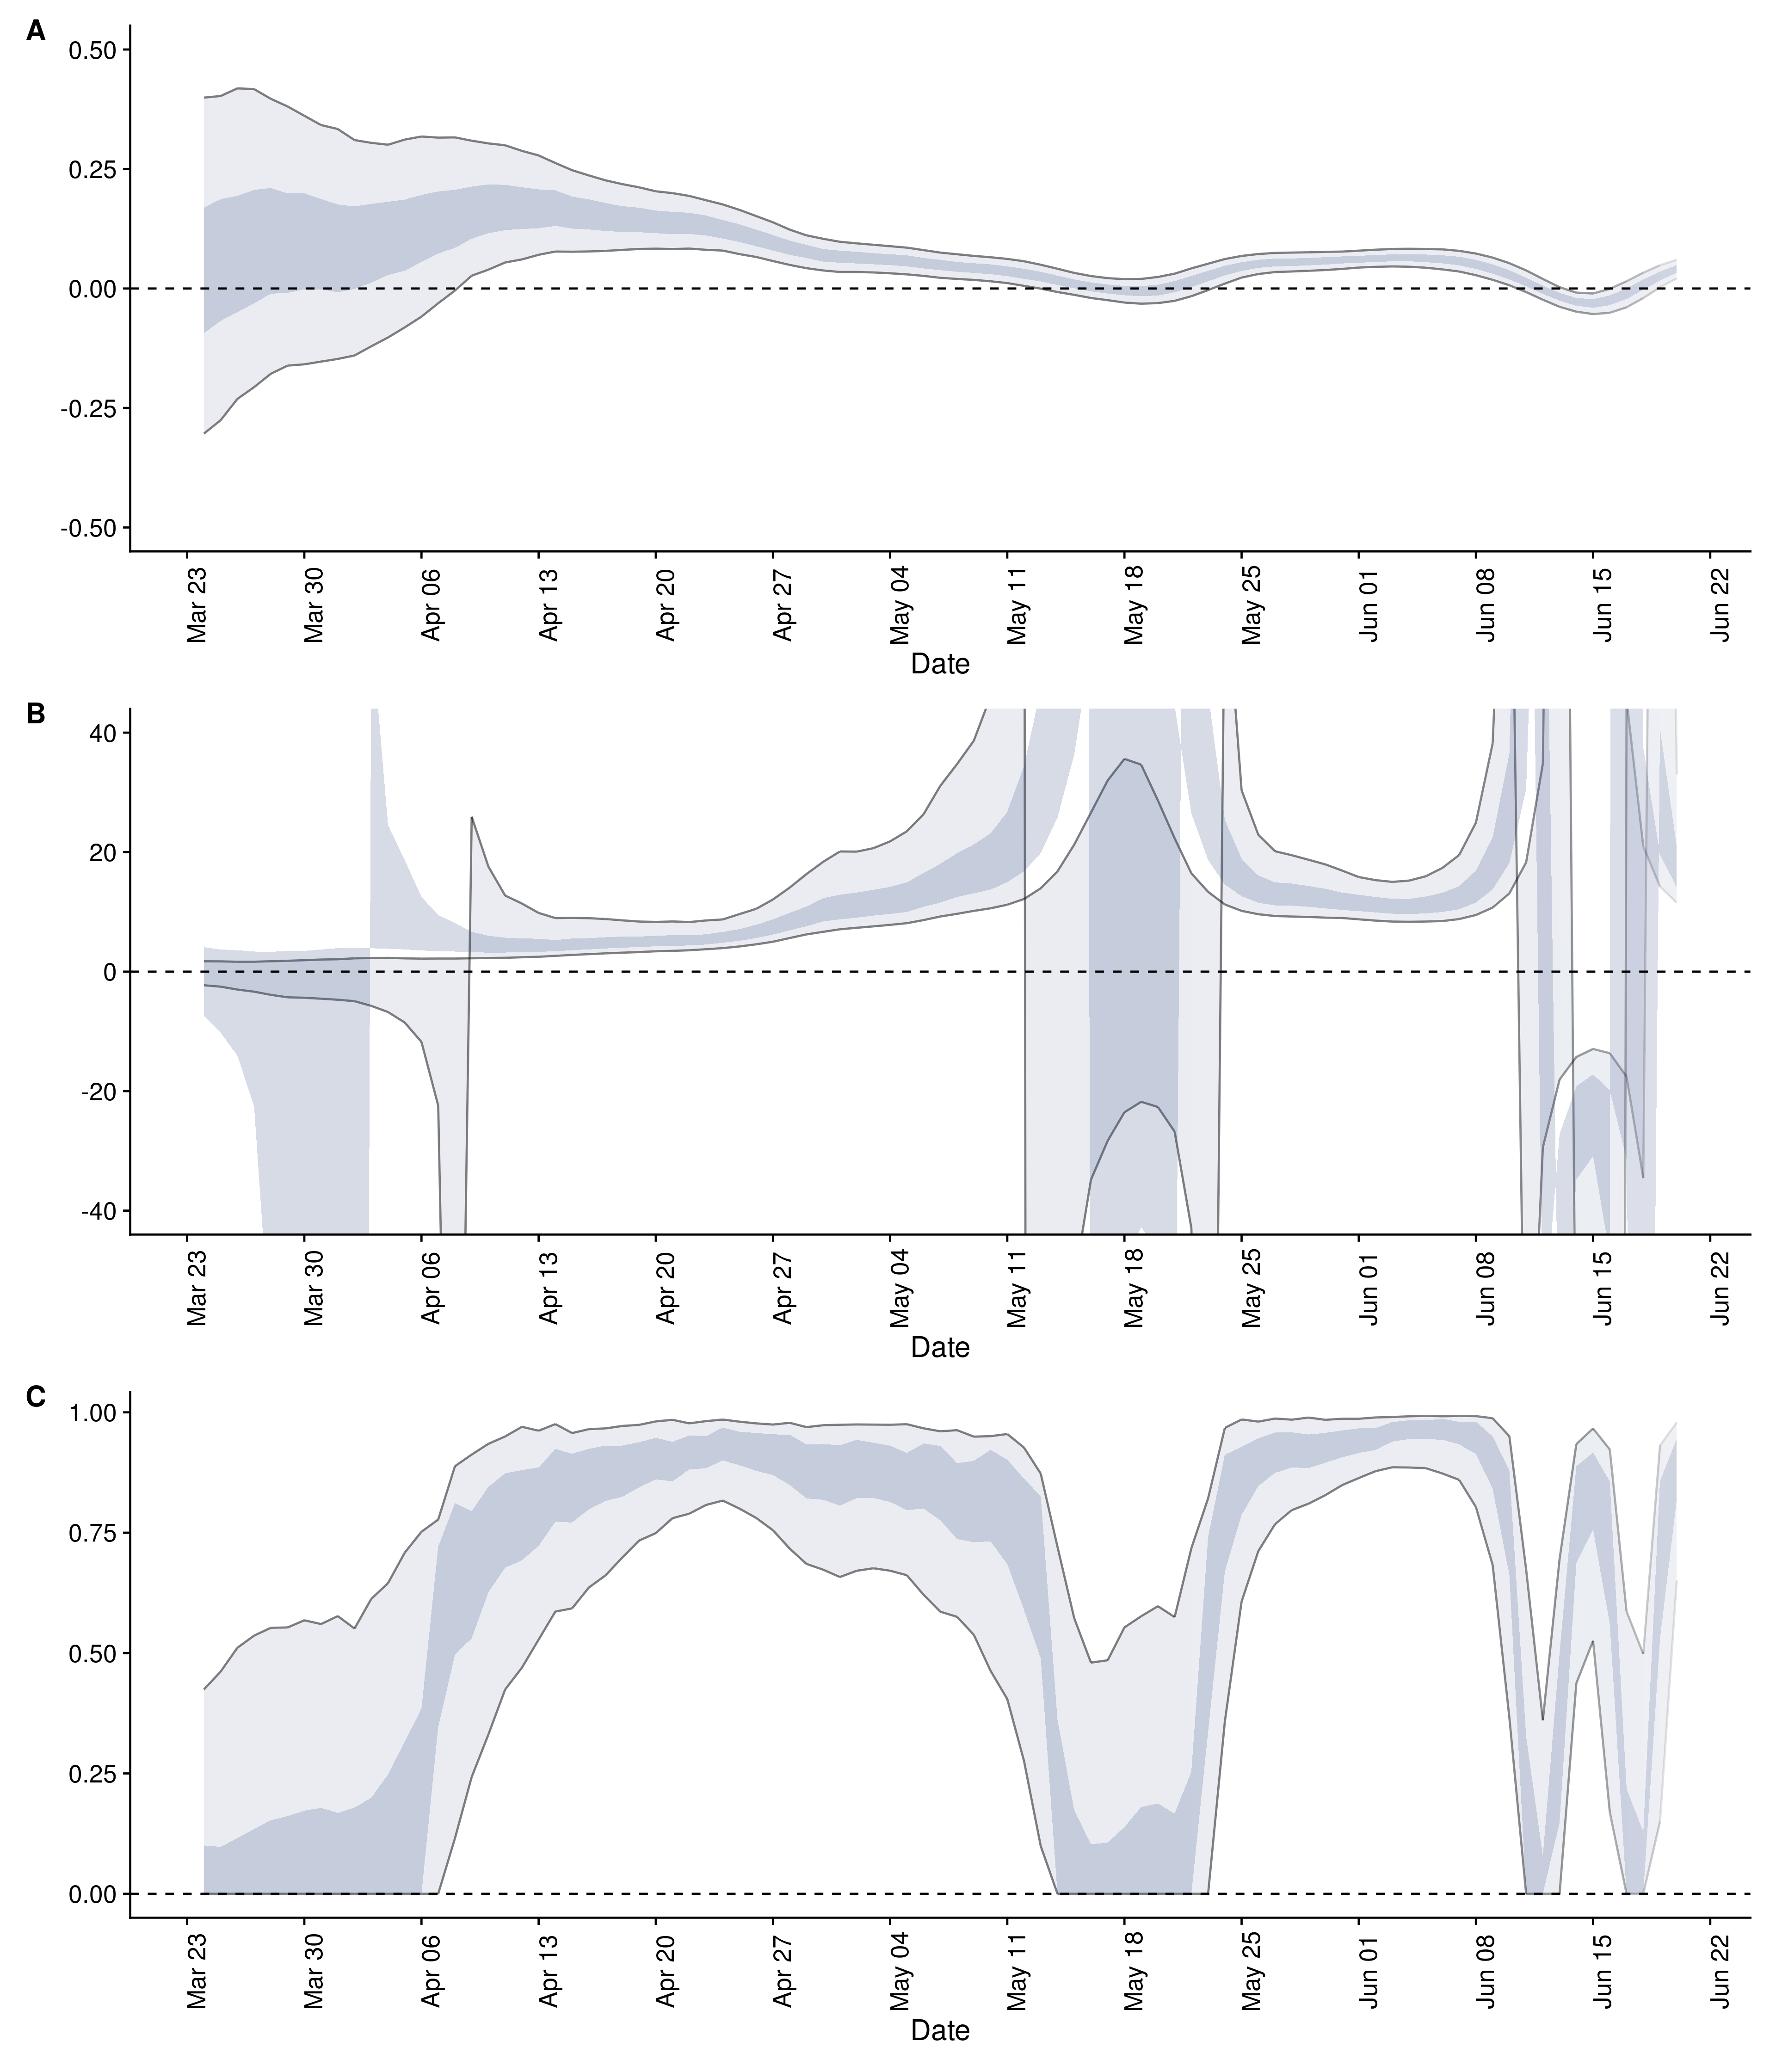 A
0.50
0.25
0.00
-0.25
-0.50
Mar 23
Mar 30
Apr 06
Apr 13
Apr 20
Apr 27
May 04
May 11
May 18
May 25
Jun 01
Jun 08
Jun 15
Jun 22
Date
B
40
20
0
-20
-40
Mar 23
Mar 30
Apr 06
Apr 13
Apr 20
Apr 27
May 04
May 11
May 18
May 25
Jun 01
Jun 08
Jun 15
Jun 22
Date
C
1.00
0.75
0.50
0.25
0.00
Mar 23
Mar 30
Apr 06
Apr 13
Apr 20
Apr 27
May 04
May 11
May 18
May 25
Jun 01
Jun 08
Jun 15
Jun 22
Date